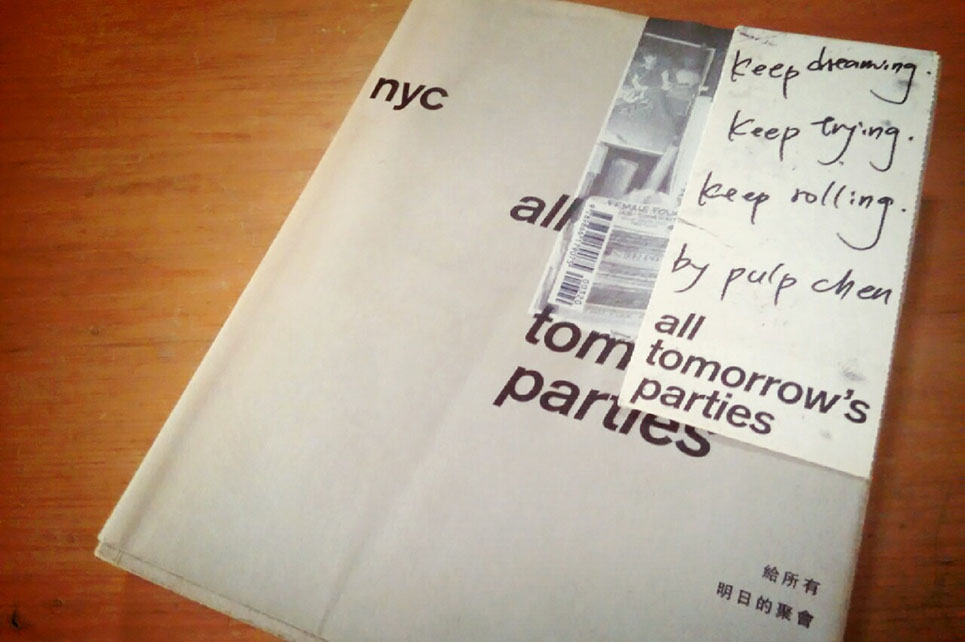 nyc
all
tom
parties
keep dreaming.
keep trying.
keep rolling.
by pulp chen
all
tomorrow's
parties
給所有
明日的聚會